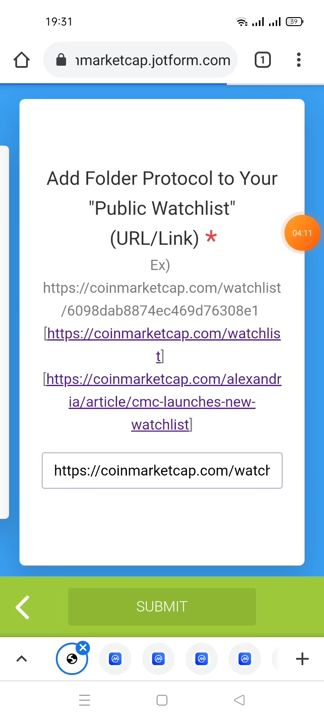 19:31
39
nmarketcap.jotform.com
1
Add Folder Protocol to Your
"Public Watchlist"
(URL/Link) *
04:11
Ex)
https://coinmarketcap.com/watchlist
/6098dab8874ec469d76308e1
[https://coinmarketcap.com/watchlis
t]
[https://coinmarketcap.com/alexandr
ia/article/cmc-launches-new-
watchlist]
https://coinmarketcap.com/watch
SUBMIT